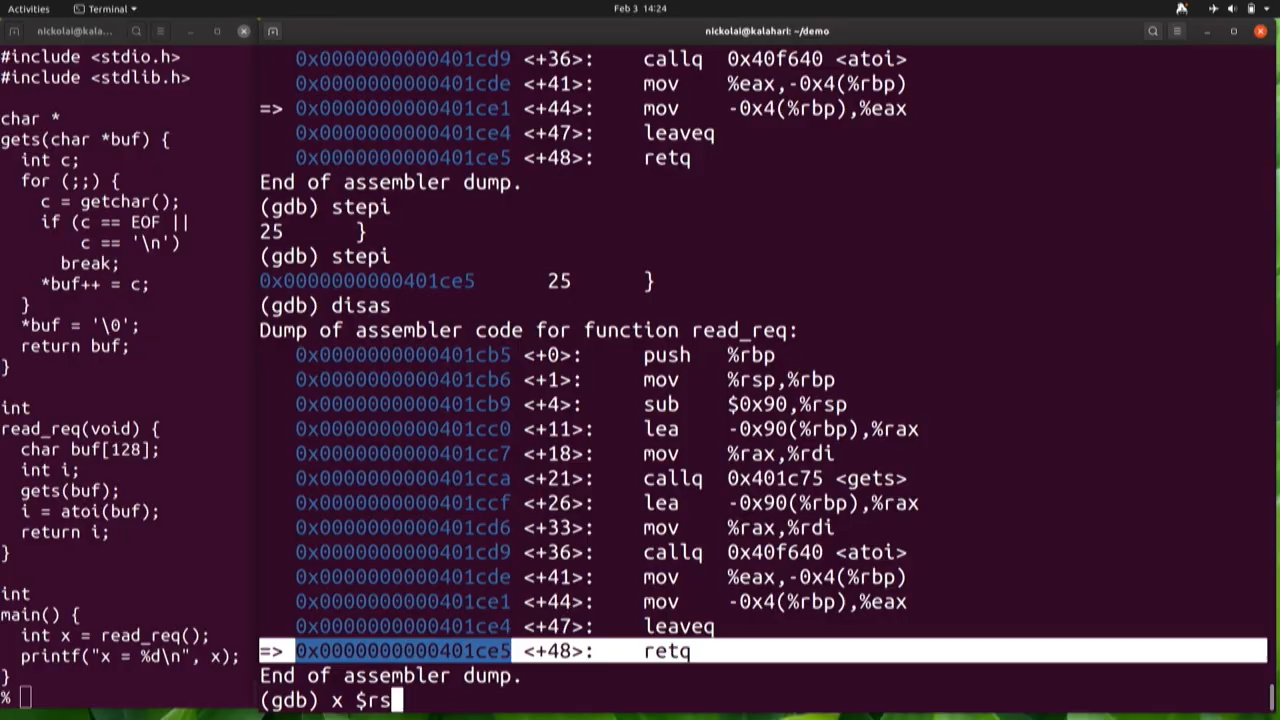 Activities
Terminal
Feb 3 14:24
nickolai@kala...
nickolai@kalahari: ~/demo
#include <stdio.h>
#include <stdlib.h>
char *
gets(char *buf) {
int c;
for (;;) {
c = getchar();
if (c == EOF ||
c == '\n')
break;
*buf++ = c;
}
*buf = '\0';
return buf;
}
int
read_req(void) {
char buf[128];
int i;
gets(buf);
i = atoi(buf);
return i;
}
int
main() {
int x = read_req();
printf("x = %d\n", x);
}
%
0x0000000000401cd9 <+36>: callq 0x40f640 <atoi>
0x0000000000401cde <+41>: mov %eax,-0x4(%rbp)
=> 0x0000000000401ce1 <+44>: mov -0x4(%rbp),%eax
0x0000000000401ce4 <+47>: leaveq
0x0000000000401ce5 <+48>: retq
End of assembler dump.
(gdb) stepi
25 }
(gdb) stepi
0x0000000000401ce5 25 }
(gdb) disas
Dump of assembler code for function read_req:
0x0000000000401cb5 <+0>: push %rbp
0x0000000000401cb6 <+1>: mov %rsp,%rbp
0x0000000000401cb9 <+4>: sub $0x90,%rsp
0x0000000000401cc0 <+11>: lea -0x90(%rbp),%rax
0x0000000000401cc7 <+18>: mov %rax,%rdi
0x0000000000401cca <+21>: callq 0x401c75 <gets>
0x0000000000401ccf <+26>: lea -0x90(%rbp),%rax
0x0000000000401cd6 <+33>: mov %rax,%rdi
0x0000000000401cd9 <+36>: callq 0x40f640 <atoi>
0x0000000000401cde <+41>: mov %eax,-0x4(%rbp)
0x0000000000401ce1 <+44>: mov -0x4(%rbp),%eax
0x0000000000401ce4 <+47>: leaveq
=> 0x0000000000401ce5 <+48>: retq
End of assembler dump.
(gdb) x $rs